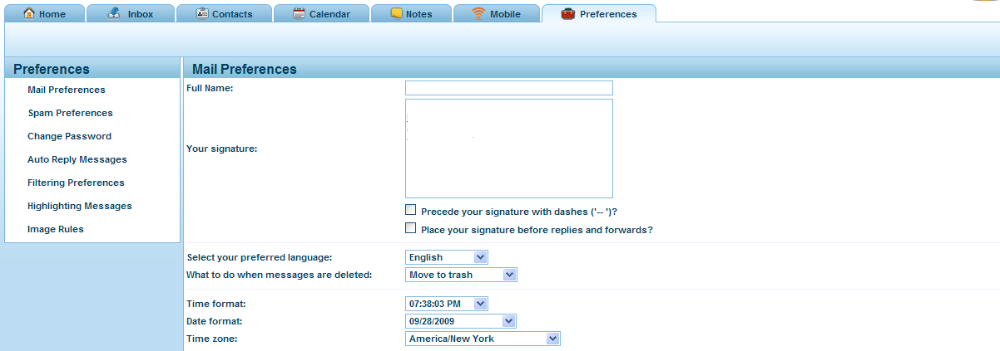 Home Inbox Contacts Calendar Notes Mobile Preferences
Preferences
Mail Preferences
Spam Preferences
Change Password
Auto Reply Messages
Filtering Preferences
Highlighting Messages
Image Rules
Mail Preferences
Full Name:
Your signature:
Precede your signature with dashes ('-- ')?
Place your signature before replies and forwards?
Select your preferred language: English
What to do when messages are deleted: Move to trash
Time format: 07:38:03 PM
Date format: 09/28/2009
Time zone: America/New York